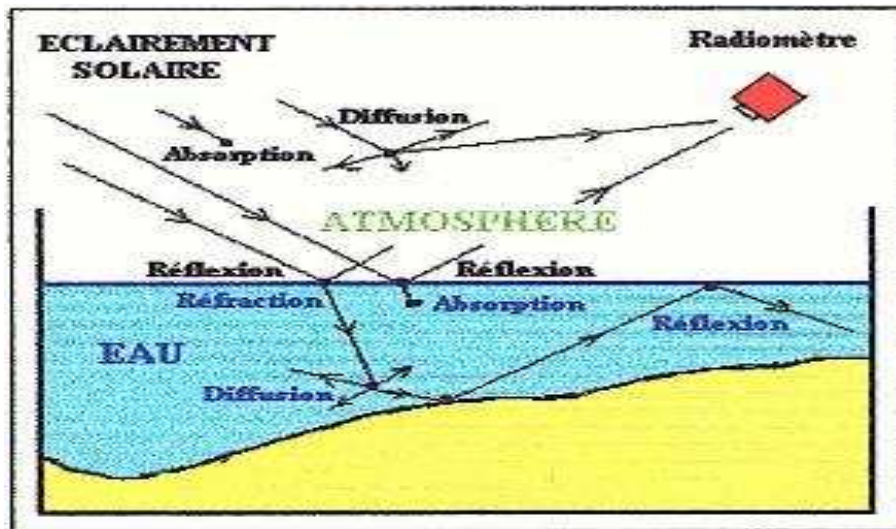 ECLAIREMENT
SOLAIRE
Radiomètre
Diffusion
Absorption
ATMOSPHERE
Réflexion
Réflexion
Réfraction
Absorption
Réflexion
EAU
Diffusion